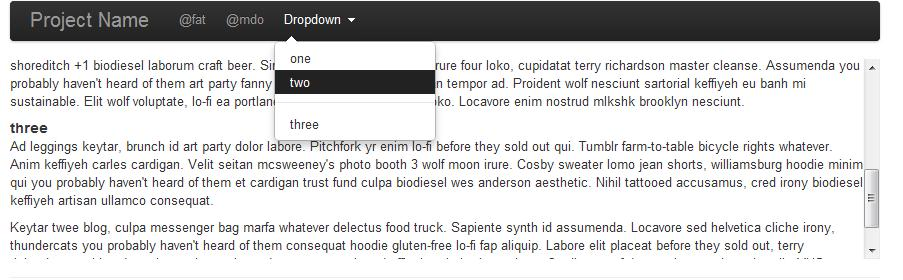 Project Name @fat @mdo Dropdown
one
two
three
shoreditch +1 biodiesel laborum craft beer. rure four loko, cupidatat terry richardson master cleanse. Assumenda you
probably haven't heard of them art party fanny n tempor ad. Proident wolf nesciunt sartorial keffiyeh eu banh mi
sustainable. Elit wolf voluptate, lo-fi ea oko. Locavore enim nostrud mlkshk brooklyn nesciunt.
three
Ad leggings keytar, brunch id art party dolor labore. Pitchfork yr enim lo-fi before they sold out qui. Tumblr farm-to-table bicycle rights whatever.
Anim keffiyeh carles cardigan. Velit seitan mcsweeney's photo booth 3 wolf moon irure. Cosby sweater lomo jean shorts, williamsburg hoodie minim
qui you probably haven't heard of them et cardigan trust fund culpa biodiesel wes anderson aesthetic. Nihil tattooed accusamus, cred irony biodiesel
keffiyeh artisan ullamco consequat.
Keytar twee blog, culpa messenger bag marfa whatever delectus food truck. Sapiente synth id assumenda. Locavore sed helvetica cliche irony,
thundercats you probably haven't heard of them consequat hoodie gluten-free lo-fi fap aliquip. Labore elit placeat before they sold out, terry